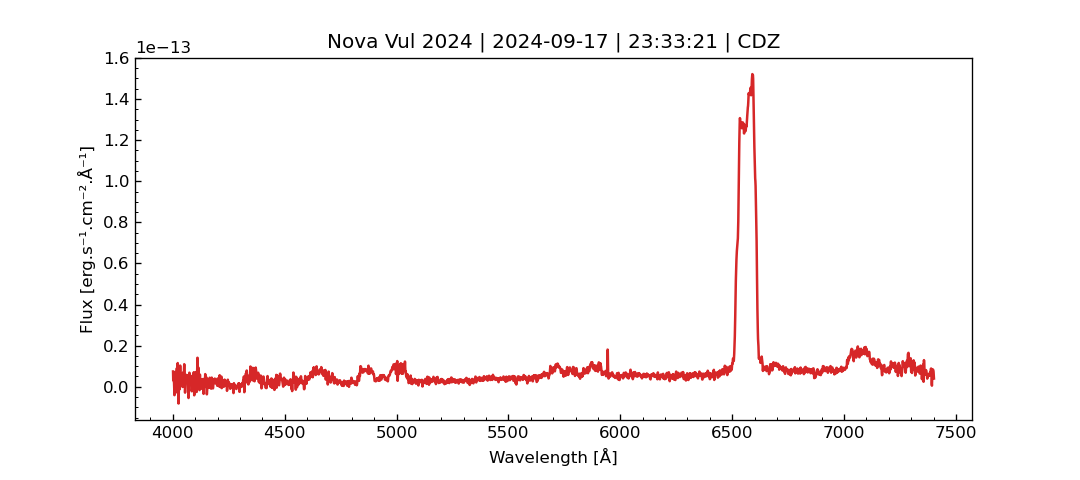 Nova Vul 2024 | 2024-09-17 | 23:33:21 | CDZ
1e−13
1.6
1.4
1.2
1.0
0.8
0.6
0.4
0.2
0.0
Flux [erg.s⁻¹.cm⁻².Å⁻¹]
4000 4500 5000 5500 6000 6500 7000 7500
Wavelength [Å]